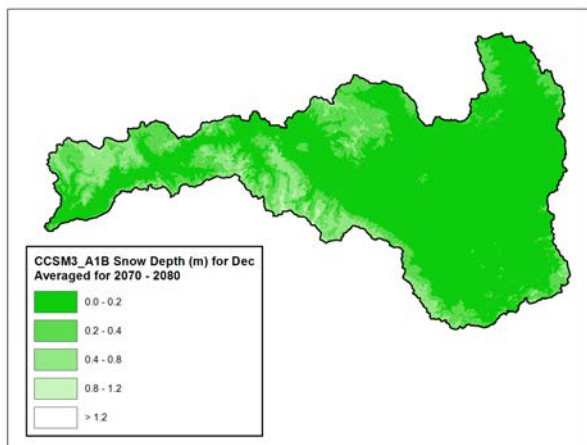 CCSM3_A1B Snow Depth (m) for Dec
Averaged for 2070 - 2080
0.0 - 0.2
0.2 - 0.4
0.4 - 0.8
0.8 - 1.2
> 1.2